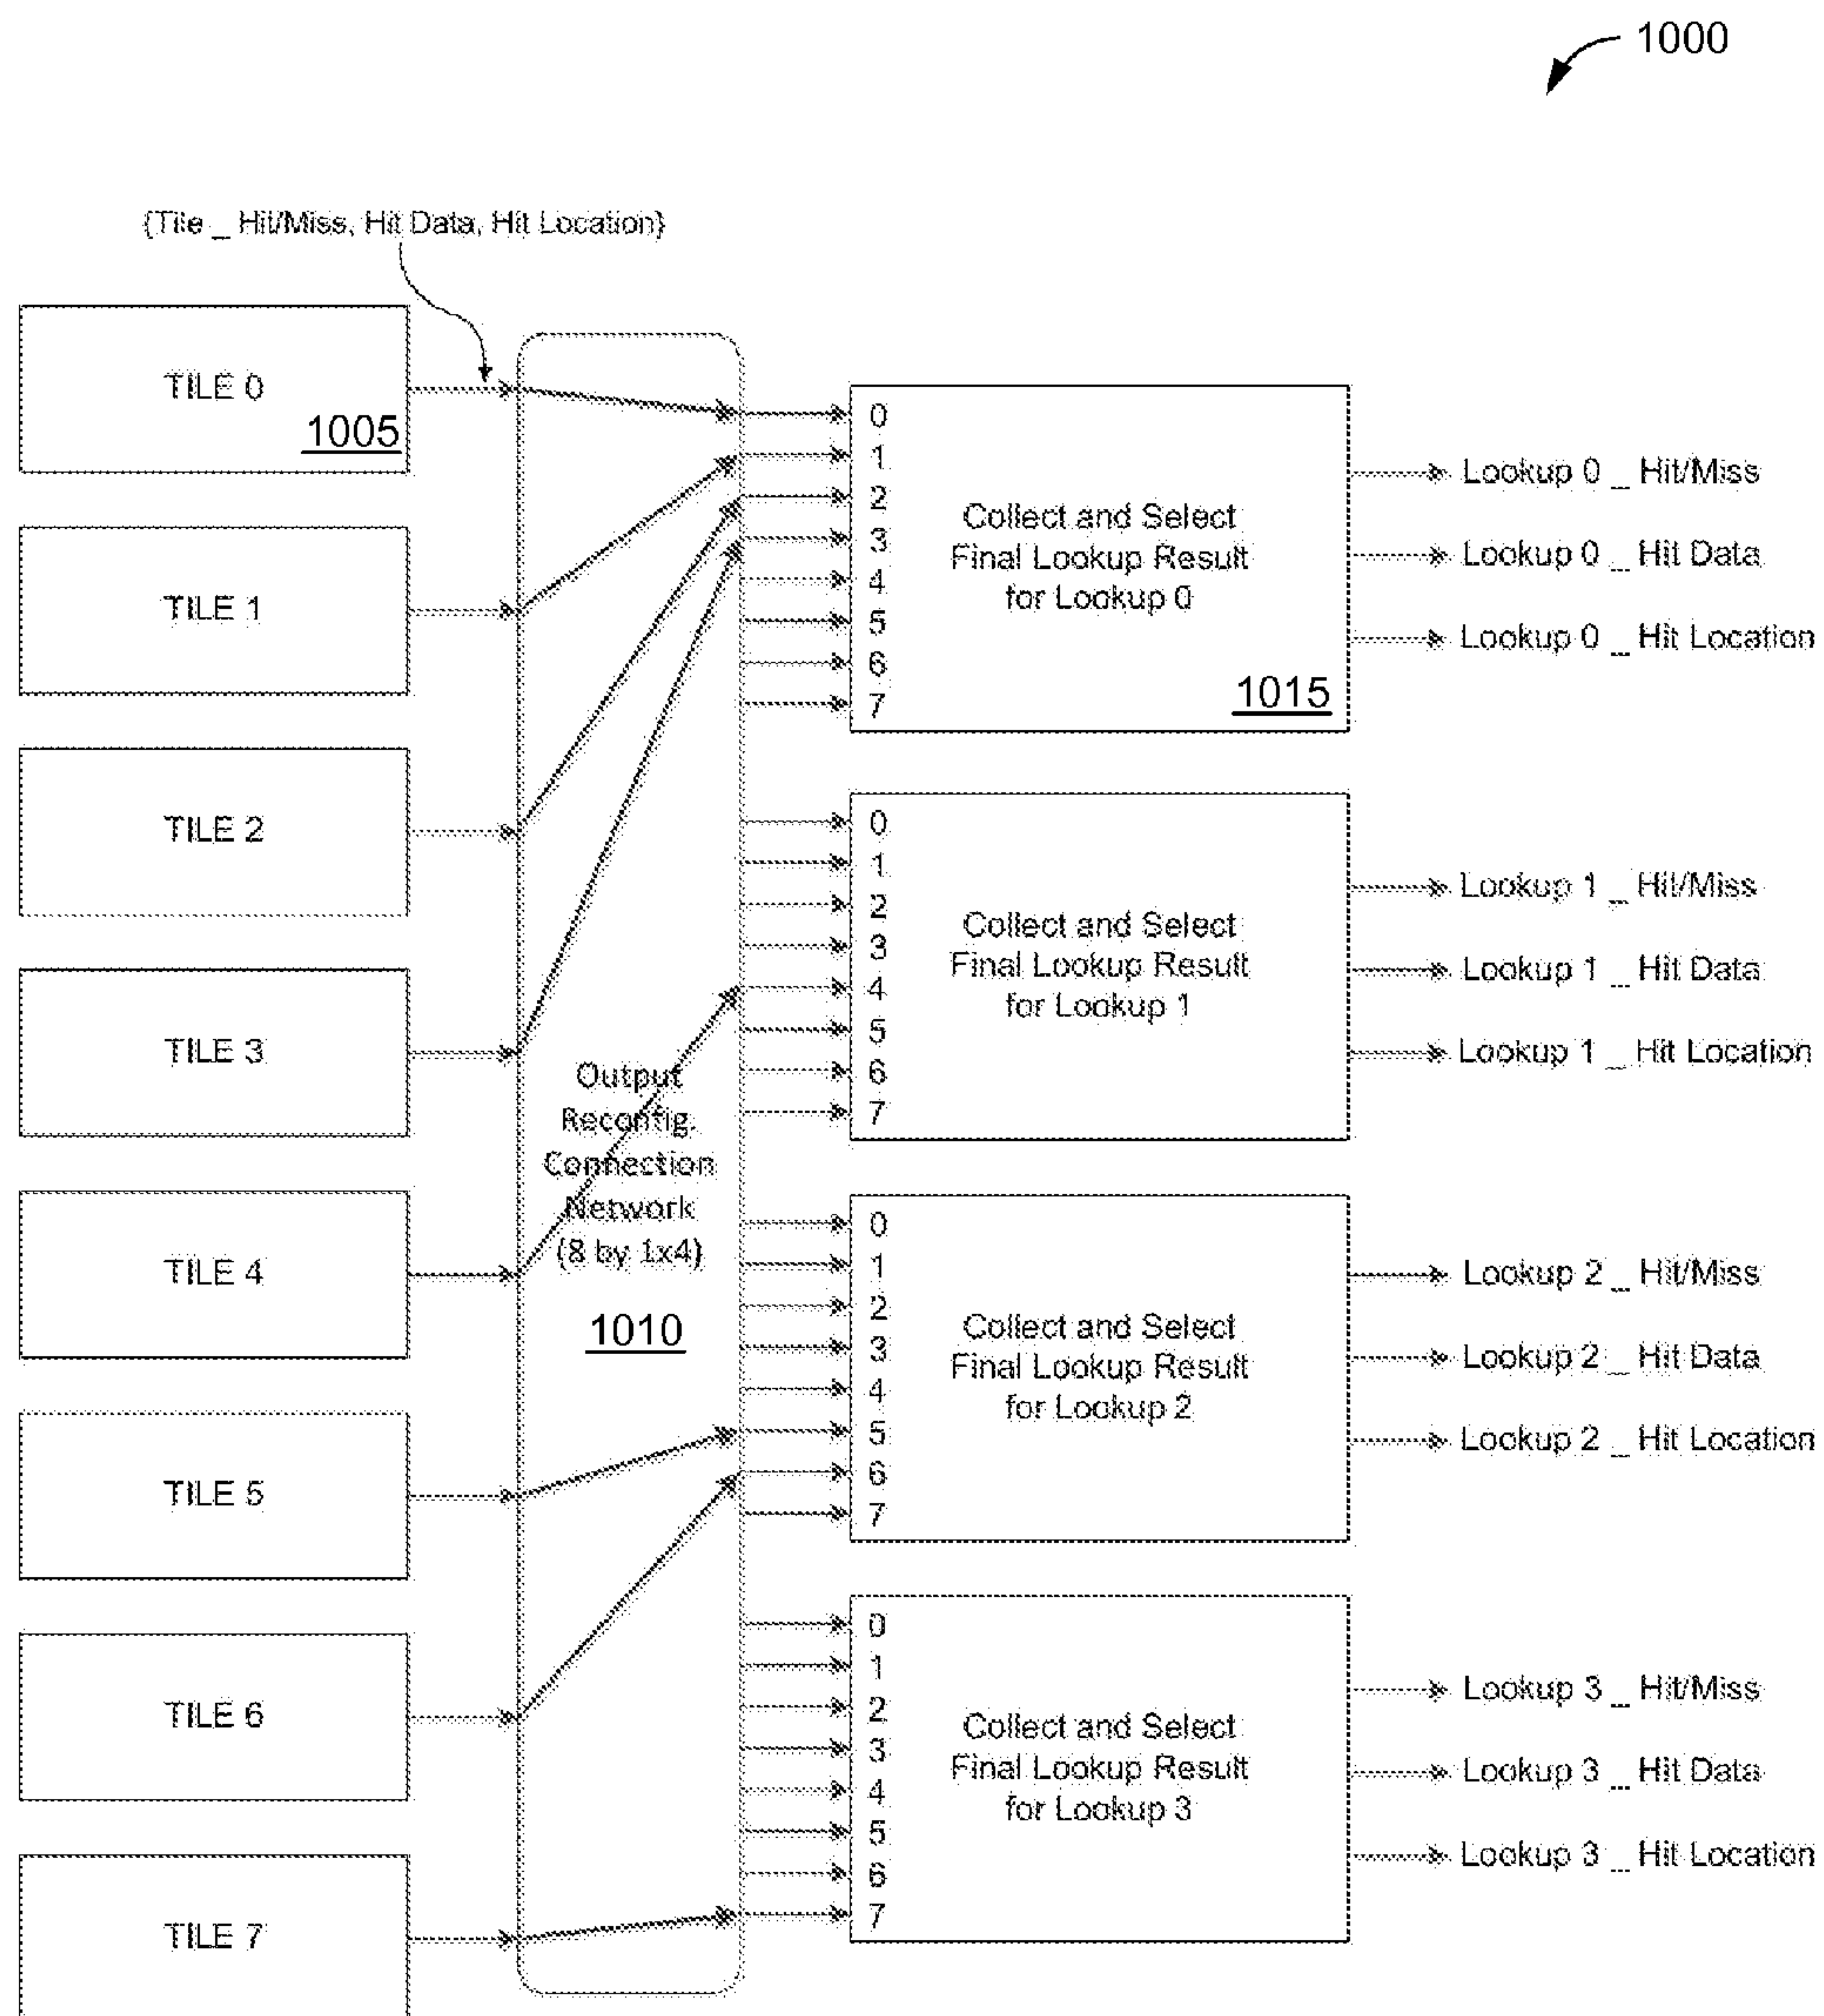 1000
{Tile _ Hit/Miss, Hit Data, Hit Location}
TILE 0
1005
TILE 1
TILE 2
TILE 3
TILE 4
TILE 5
TILE 6
TILE 7
Output
Reconfig.
Connection
Network
(8 by 1x4)
1010
0
1
2
3
4
5
6
7
Collect and Select
Final Lookup Result
for Lookup 0
1015
Lookup 0 _ Hit/Miss
Lookup 0 _ Hit Data
Lookup 0 _ Hit Location
0
1
2
3
4
5
6
7
Collect and Select
Final Lookup Result
for Lookup 1
Lookup 1 _ Hit/Miss
Lookup 1 _ Hit Data
Lookup 1 _ Hit Location
0
1
2
3
4
5
6
7
Collect and Select
Final Lookup Result
for Lookup 2
Lookup 2 _ Hit/Miss
Lookup 2 _ Hit Data
Lookup 2 _ Hit Location
0
1
2
3
4
5
6
7
Collect and Select
Final Lookup Result
for Lookup 3
Lookup 3 _ Hit/Miss
Lookup 3 _ Hit Data
Lookup 3 _ Hit Location